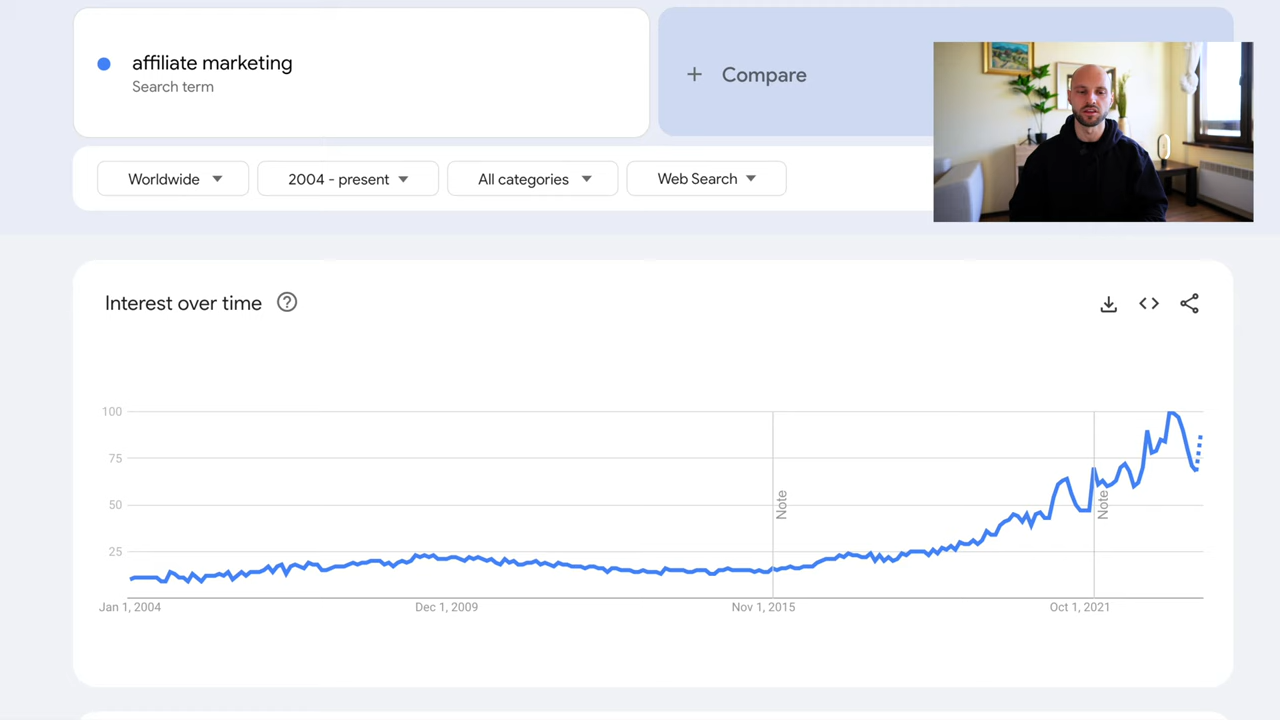 affiliate marketing
Search term
+ Compare
Worldwide
2004 - present
All categories
Web Search
Interest over time
100
75
50
25
Note
Note
Jan 1, 2004
Dec 1, 2009
Nov 1, 2015
Oct 1, 2021